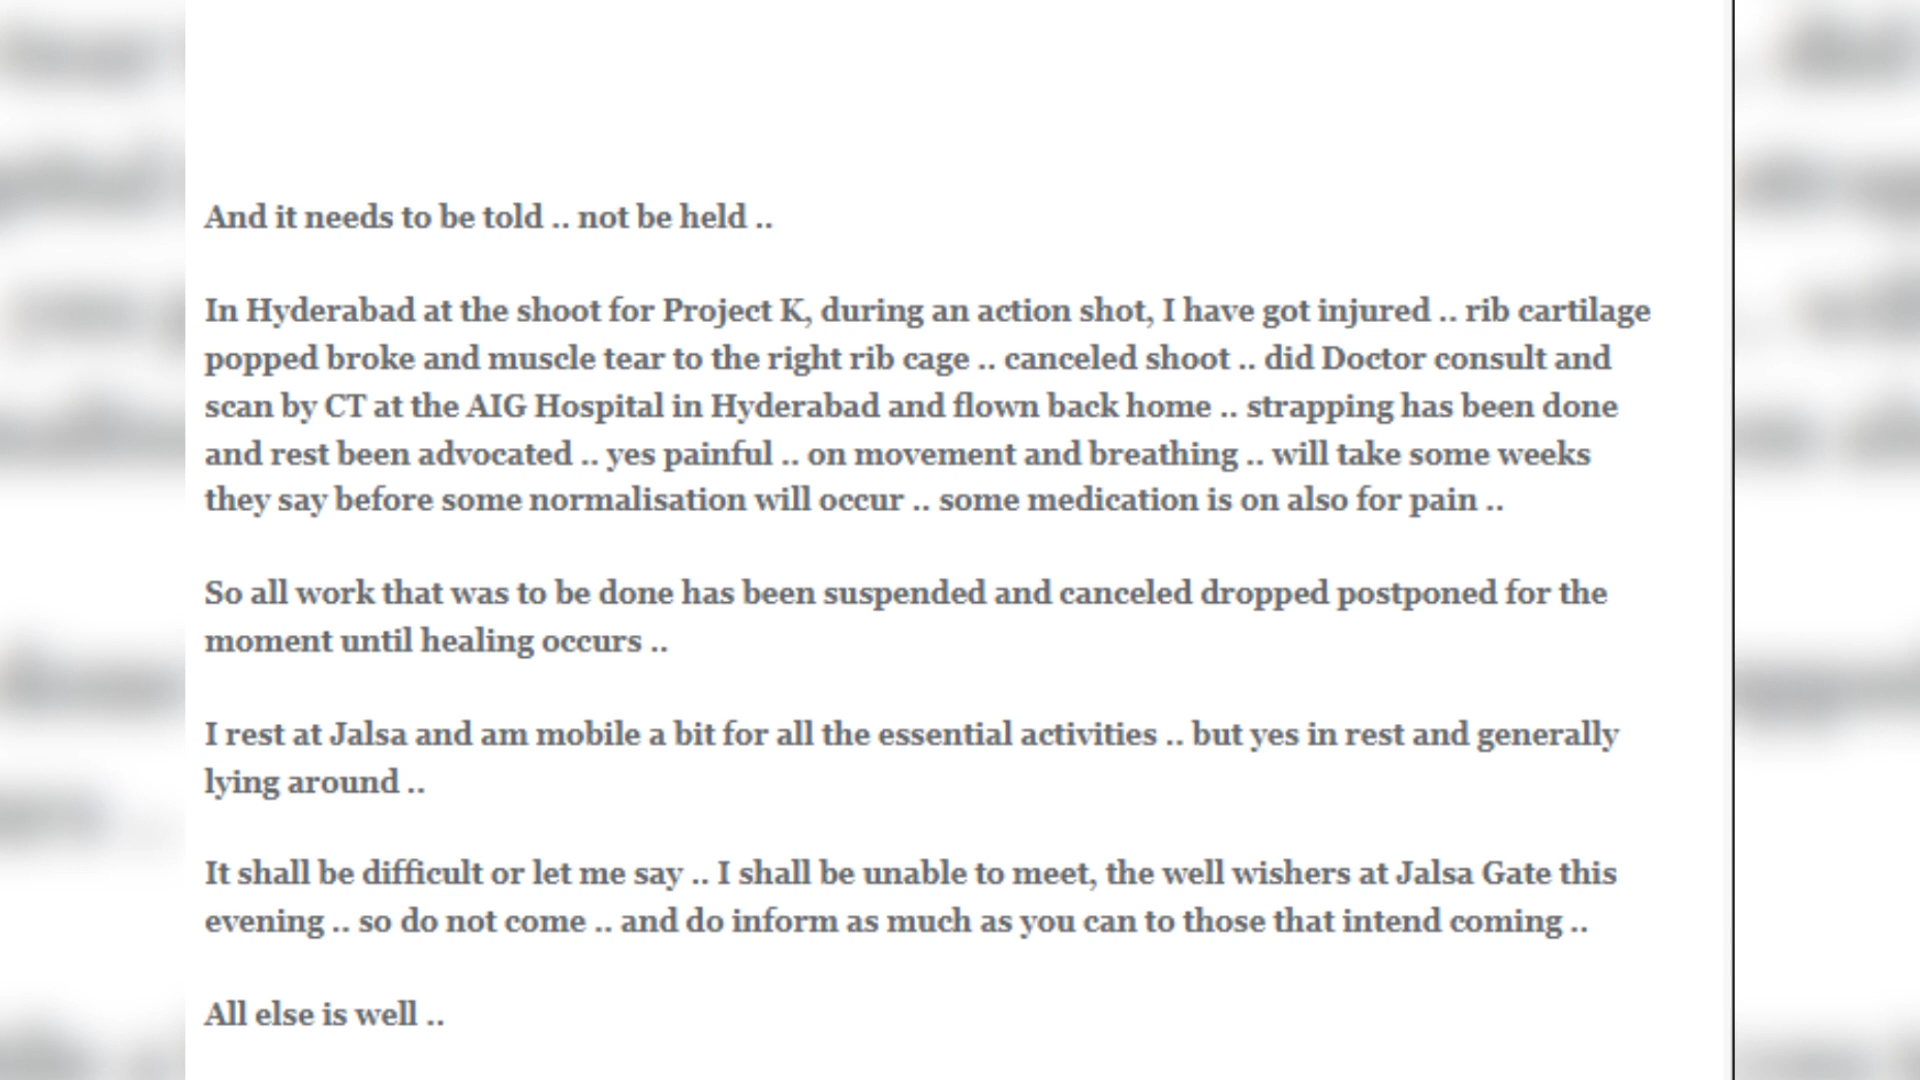 And it needs to be told .. not be held ..
In Hyderabad at the shoot for Project K, during an action shot, I have got injured .. rib cartilage
popped broke and muscle tear to the right rib cage .. canceled shoot .. did Doctor consult and
scan by CT at the AIG Hospital in Hyderabad and flown back home .. strapping has been done
and rest been advocated .. yes painful .. on movement and breathing .. will take some weeks
they say before some normalisation will occur .. some medication is on also for pain ..
So all work that was to be done has been suspended and canceled dropped postponed for the
moment until healing occurs ..
I rest at Jalsa and am mobile a bit for all the essential activities .. but yes in rest and generally
lying around ..
It shall be difficult or let me say .. I shall be unable to meet, the well wishers at Jalsa Gate this
evening .. so do not come .. and do inform as much as you can to those that intend coming ..
All else is well ..